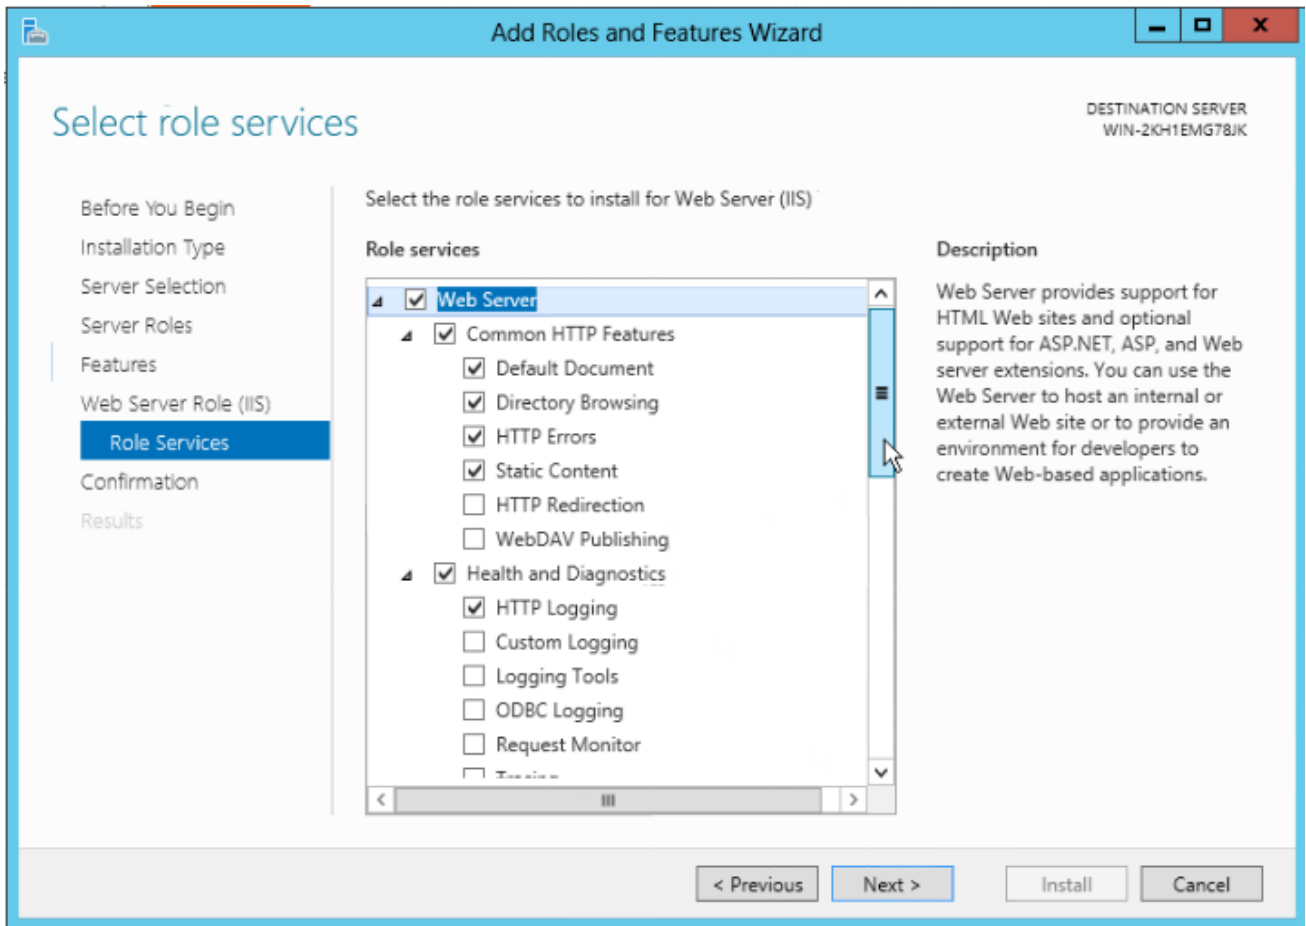 Add Roles and Features Wizard
Select role services
DESTINATION SERVER
WIN-2KH1EMG78JK
Before You Begin
Installation Type
Server Selection
Server Roles
Features
Web Server Role (IIS)
Role Services
Confirmation
Results
Select the role services to install for Web Server (IIS)
Role services
Web Server
Common HTTP Features
Default Document
Directory Browsing
HTTP Errors
Static Content
HTTP Redirection
WebDAV Publishing
Health and Diagnostics
HTTP Logging
Custom Logging
Logging Tools
ODBC Logging
Request Monitor
Tracing
Description
Web Server provides support for
HTML Web sites and optional
support for ASP.NET, ASP, and Web
server extensions. You can use the
Web Server to host an internal or
external Web site or to provide an
environment for developers to
create Web-based applications.
< Previous
Next >
Install
Cancel